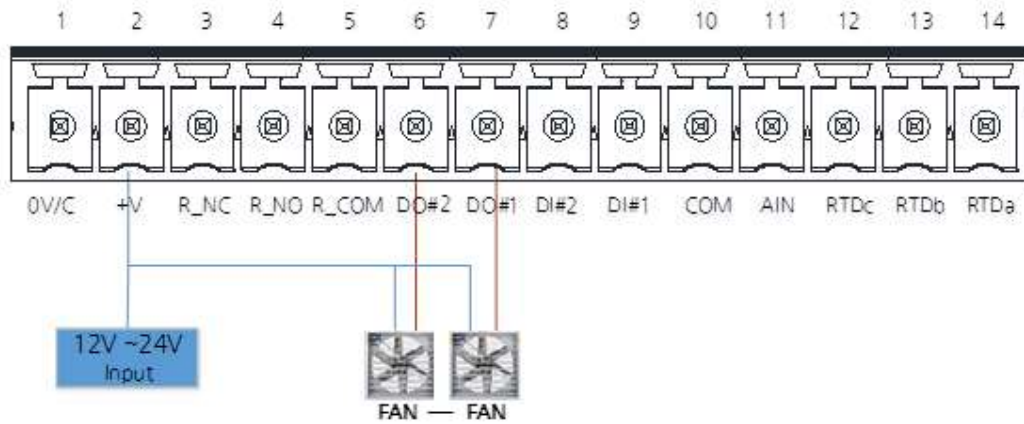 1 2 3 4 5 6 7 8 9 10 11 12 13 14
0V/C +V R_NC R_NO R_COM DO#2 DO#1 DI#2 DI#1 COM AIN RTDc RTDb RTDa
12V ~24V
Input
FAN — FAN